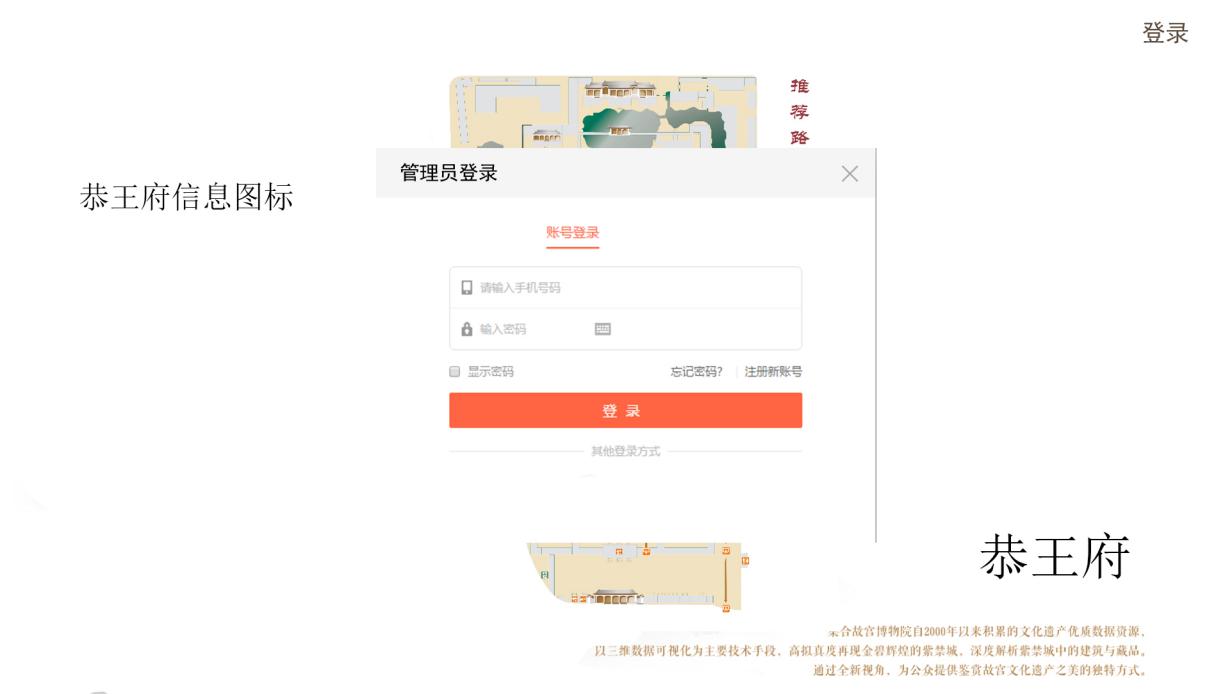 登录
推
荐
路
管理员登录
恭王府信息图标
账号登录
请输入手机号码
输入密码
显示密码
忘记密码? 注册新账号
登 录
其他登录方式
恭王府
集合故宫博物院自2000年以来积累的文化遗产优质数据资源、
以三维数据可视化为主要技术手段、高拟真度再现金碧辉煌的紫禁城、深度解析紫禁城中的建筑与藏品。
通过全新视角、为公众提供鉴赏故宫文化遗产之美的独特方式。